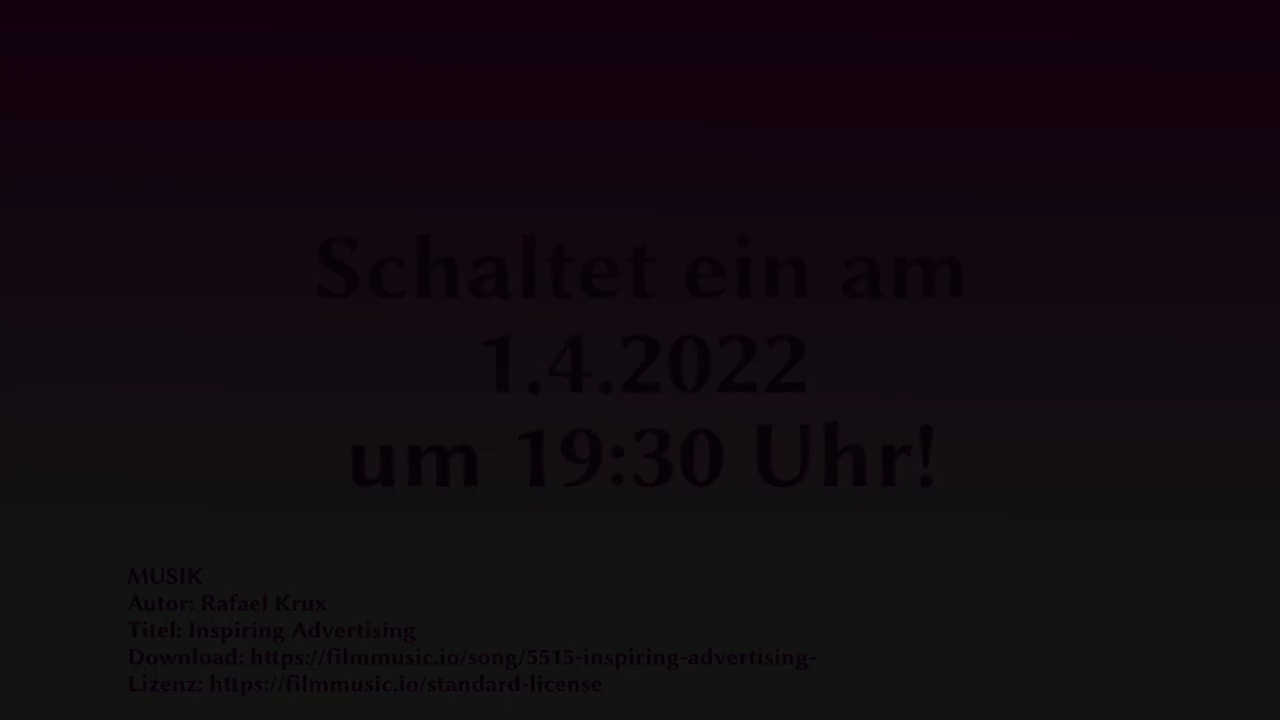 Schaltet ein am
1.4.2022
um 19:30 Uhr!
MUSIK
Autor: Rafael Krux
Titel: Inspiring Advertising
Download: https://filmmusic.io/song/5515-inspiring-advertising-
Lizenz: https://filmmusic.io/standard-license